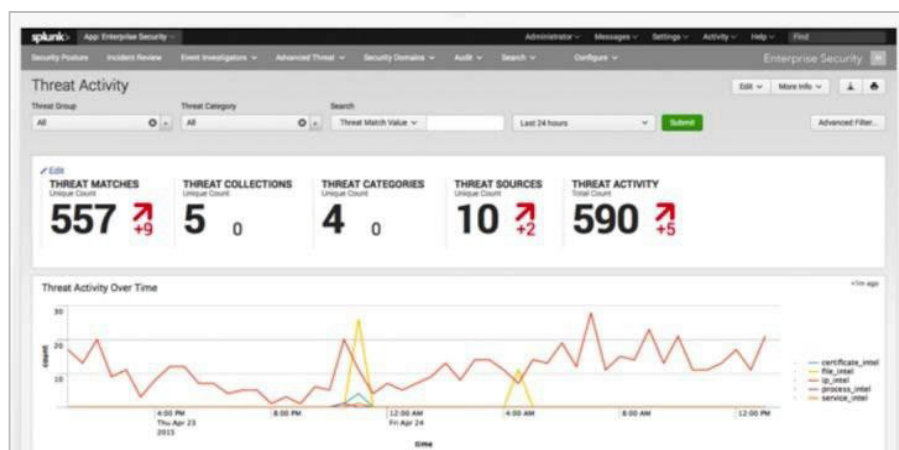 splunk> App: Enterprise Security Administrator Messages Settings Activity Help Find
Security Posture Incident Review Event Investigators Advanced Threat Security Domains Audit Search Configure Enterprise Security
Threat Activity
Edit More Info
Threat Group Threat Category Search
All All Threat Match Value Last 24 hours Submit Advanced Filter...
Edit
THREAT MATCHES THREAT COLLECTIONS THREAT CATEGORIES THREAT SOURCES THREAT ACTIVITY
Unique Count Unique Count Unique Count Unique Count Total Count
557 +9 5 0 4 0 10 +2 590 +5
Threat Activity Over Time
<1m ago
30
20
10
count
certificate_intel
file_intel
ip_intel
process_intel
service_intel
4:00 PM 8:00 PM 12:00 AM 4:00 AM 8:00 AM 12:00 PM
Thu Apr 23 Fri Apr 24
2015
time